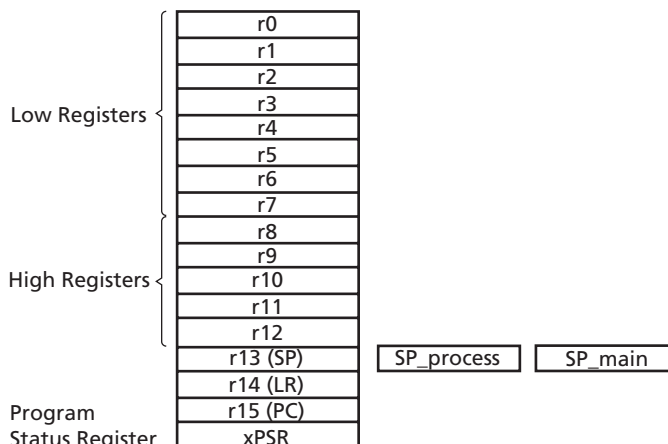 r0
r1
r2
r3
Low Registers
r4
r5
r6
r7
r8
r9
High Registers
r10
r11
r12
r13 (SP)
SP_process
SP_main
r14 (LR)
r15 (PC)
Program
Status Register
xPSR